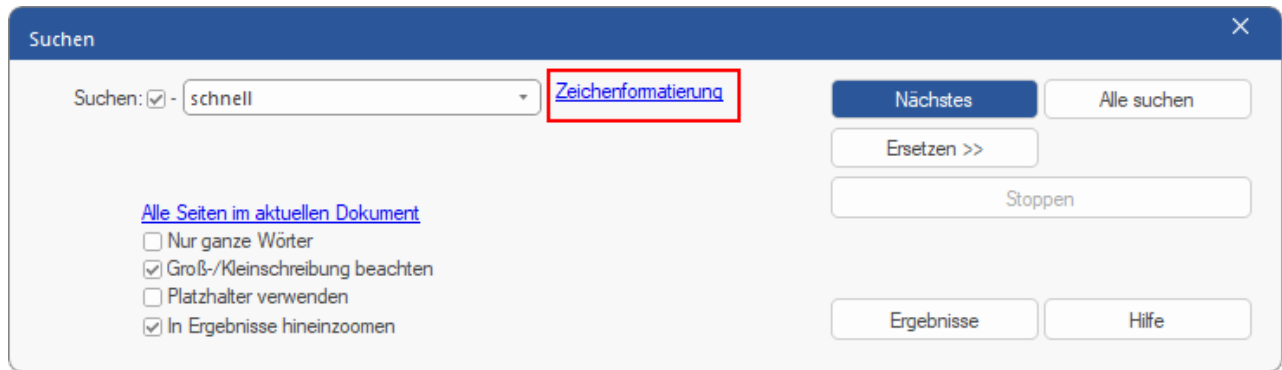 Suchen
Suchen: - schnell Zeichenformatierung Nächstes Alle suchen
Ersetzen >>
Stoppen
Alle Seiten im aktuellen Dokument
Nur ganze Wörter
Groß-/Kleinschreibung beachten
Platzhalter verwenden
In Ergebnisse hineinzoomen
Ergebnisse Hilfe